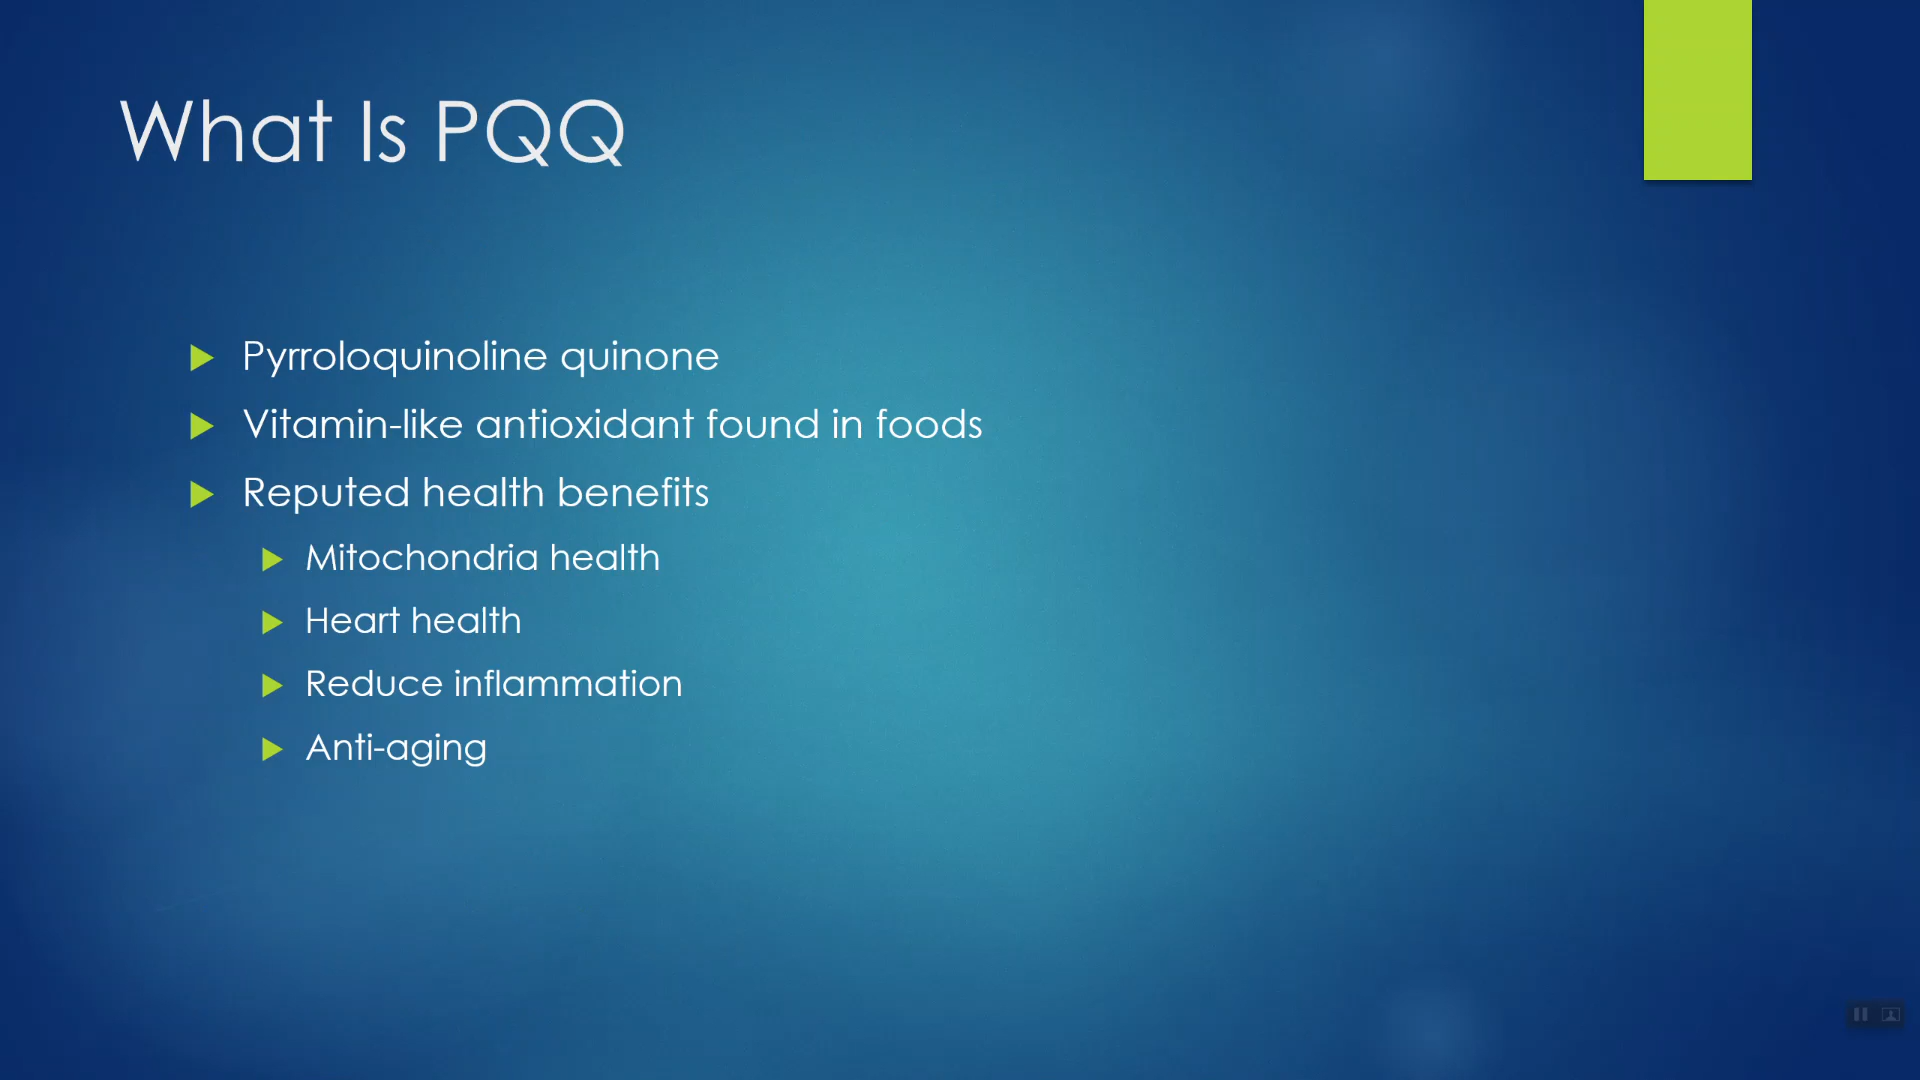 What Is PQQ
Pyrroloquinoline quinone
Vitamin-like antioxidant found in foods
Reputed health benefits
Mitochondria health
Heart health
Reduce inflammation
Anti-aging